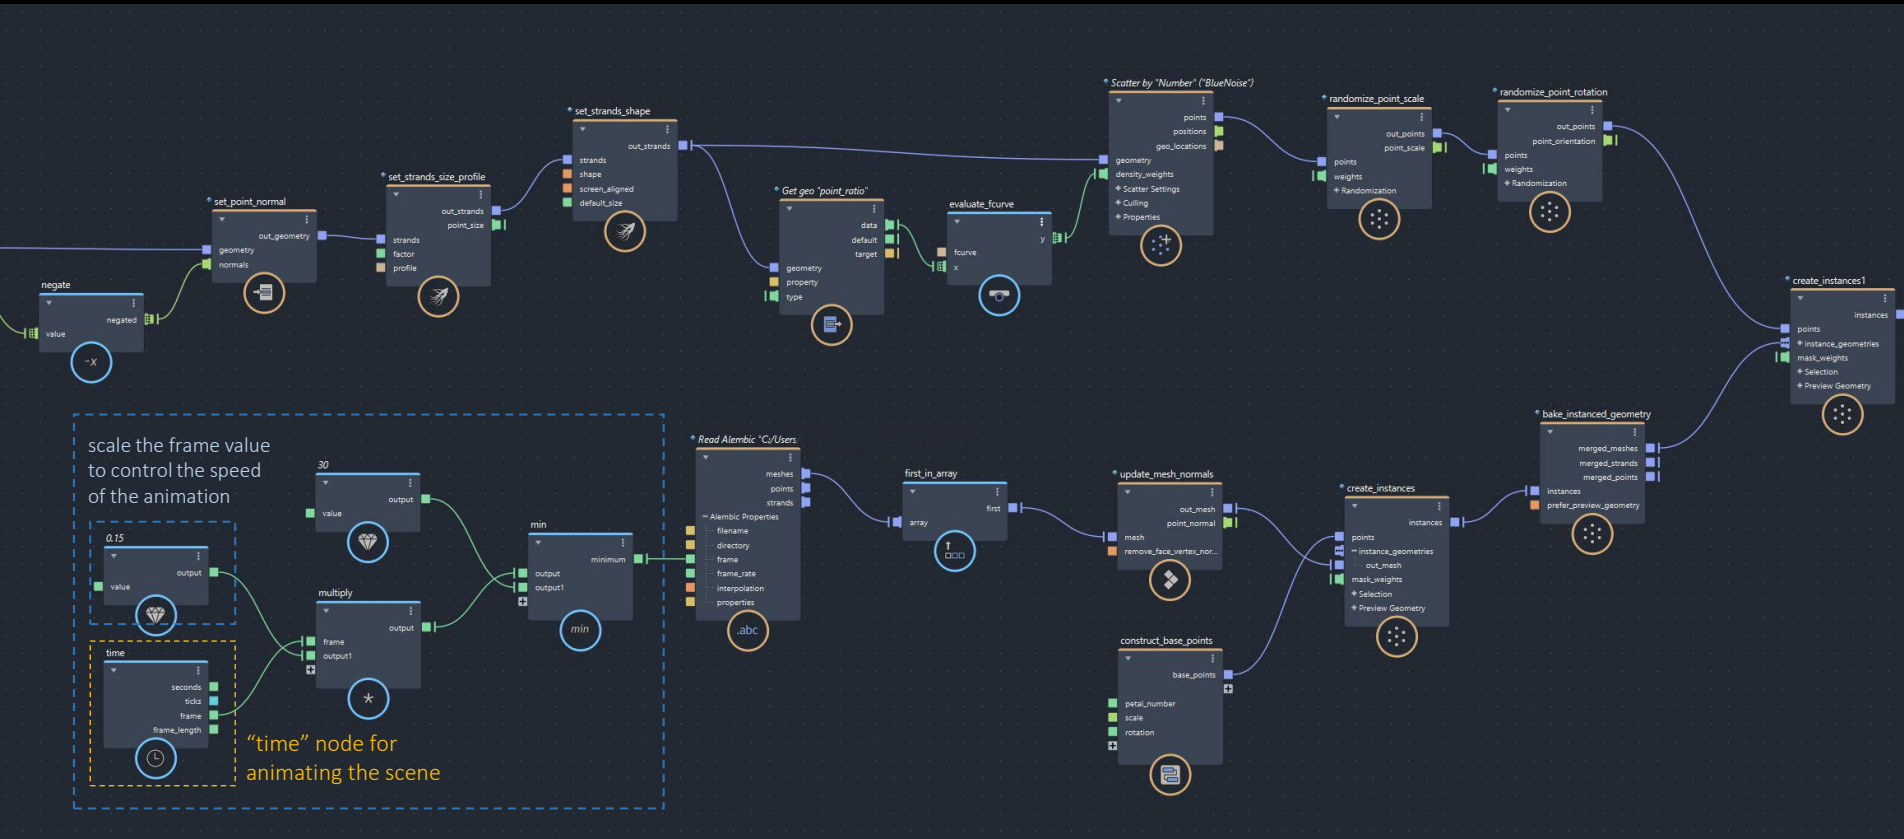 negate
negated
value
-x
set_point_normal
out_geometry
geometry
normals
set_strands_size_profile
out_strands
point_size
strands
factor
profile
set_strands_shape
out_strands
strands
shape
screen_aligned
default_size
Get geo "point_ratio"
data
default
target
geometry
property
type
evaluate_fcurve
y
fcurve
x
Scatter by "Number" ("BlueNoise")
points
positions
geo_locations
geometry
density_weights
+ Scatter Settings
+ Culling
+ Properties
randomize_point_scale
out_points
point_scale
points
weights
+ Randomization
randomize_point_rotation
out_points
point_orientation
points
weights
+ Randomization
create_instances1
instances
points
+ instance_geometries
mask_weights
+ Selection
+ Preview Geometry
scale the frame value
to control the speed
of the animation
0.15
output
value
time
seconds
ticks
frame
frame_length
"time" node for
animating the scene
30
output
value
multiply
output
frame
output1
*
min
minimum
output
output1
min
Read Alembic "C:/Users
meshes
points
strands
− Alembic Properties
filename
directory
frame
frame_rate
interpolation
properties
.abc
first_in_array
first
array
update_mesh_normals
out_mesh
point_normal
mesh
remove_face_vertex_nor...
construct_base_points
base_points
petal_number
scale
rotation
create_instances
instances
points
− instance_geometries
out_mesh
mask_weights
+ Selection
+ Preview Geometry
bake_instanced_geometry
merged_meshes
merged_strands
merged_points
instances
prefer_preview_geometry